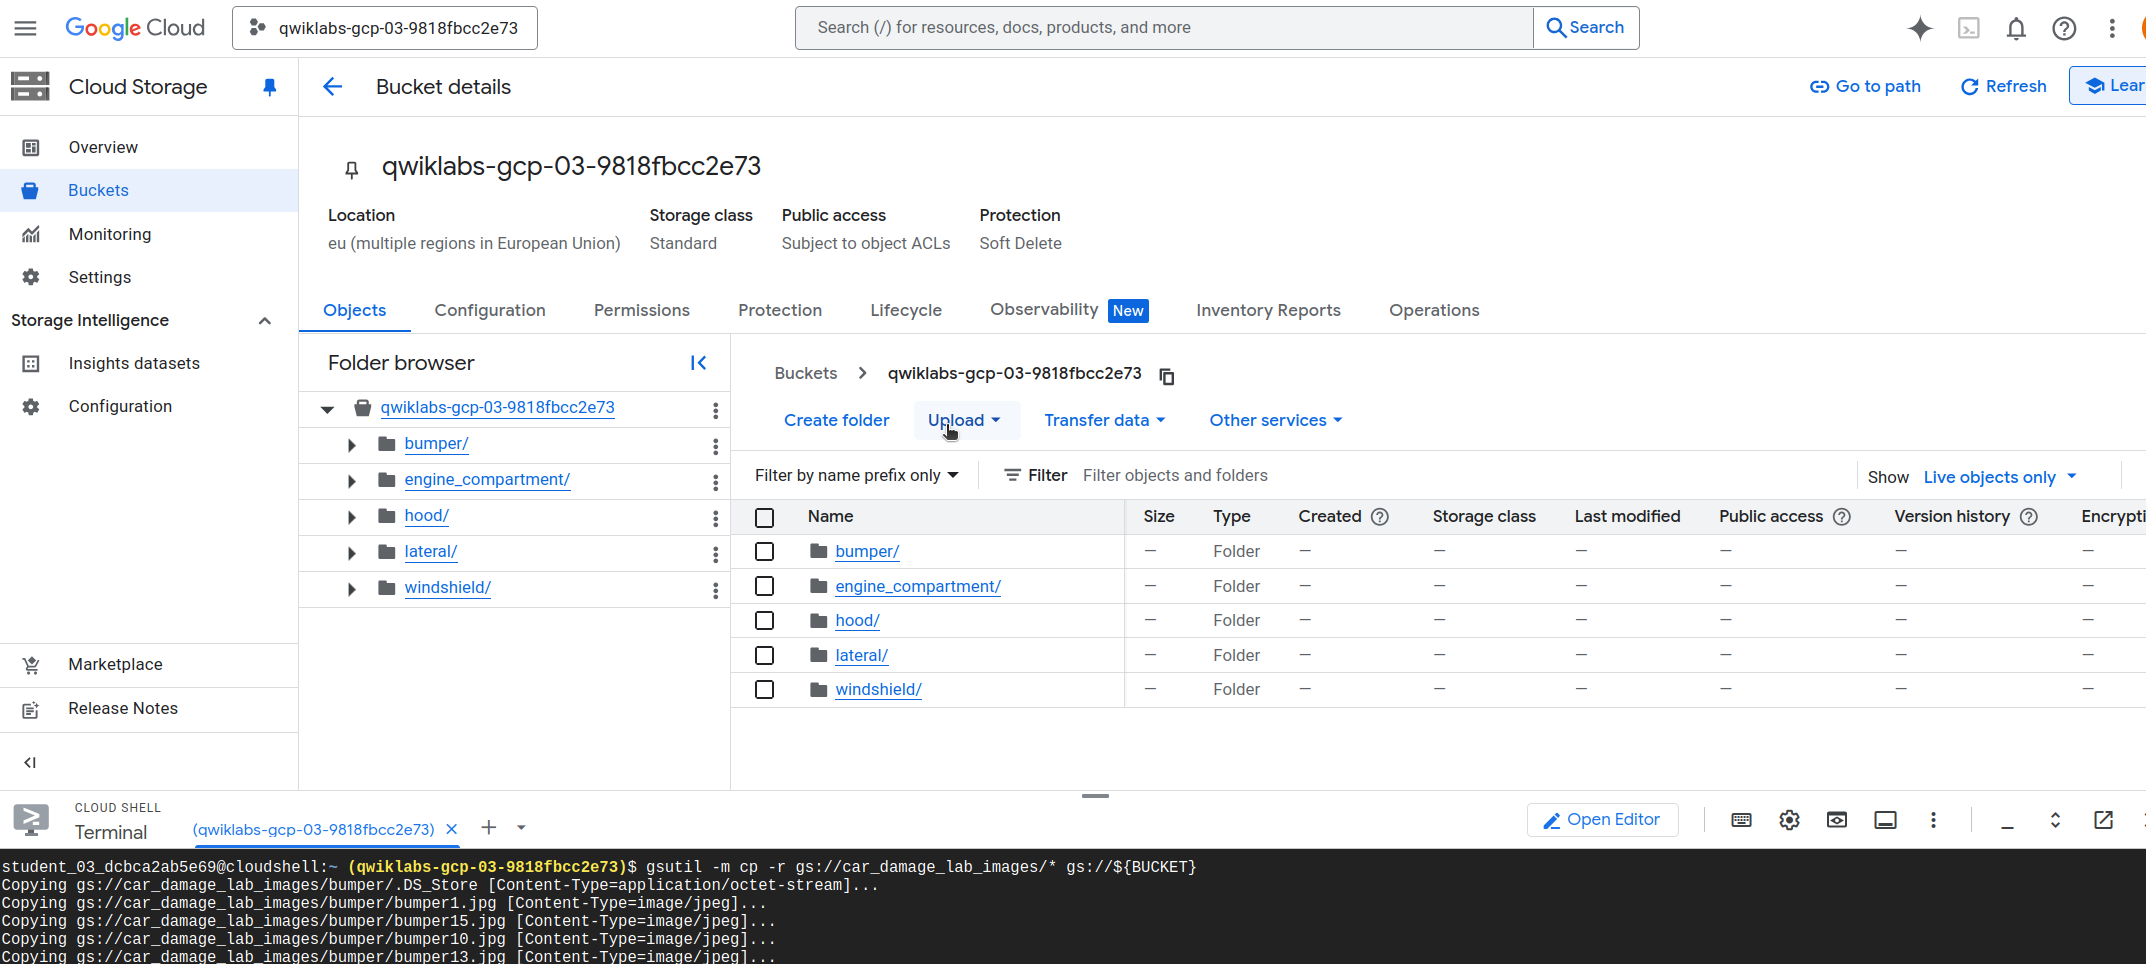 Google Cloud
qwiklabs-gcp-03-9818fbcc2e73
Search (/) for resources, docs, products, and more
Search
Cloud Storage
Bucket details
Go to path
Refresh
Lear
Overview
Buckets
Monitoring
Settings
Storage Intelligence
Insights datasets
Configuration
Marketplace
Release Notes
qwiklabs-gcp-03-9818fbcc2e73
Location Storage class Public access Protection
eu (multiple regions in European Union) Standard Subject to object ACLs Soft Delete
Objects Configuration Permissions Protection Lifecycle Observability New Inventory Reports Operations
Folder browser
qwiklabs-gcp-03-9818fbcc2e73
bumper/
engine_compartment/
hood/
lateral/
windshield/
Buckets > qwiklabs-gcp-03-9818fbcc2e73
Create folder Upload Transfer data Other services
Filter by name prefix only Filter Filter objects and folders Show Live objects only
Name Size Type Created Storage class Last modified Public access Version history Encrypti
bumper/ — Folder — — — — — —
engine_compartment/ — Folder — — — — — —
hood/ — Folder — — — — — —
lateral/ — Folder — — — — — —
windshield/ — Folder — — — — — —
CLOUD SHELL
Terminal
(qwiklabs-gcp-03-9818fbcc2e73)
Open Editor
student_03_dcbca2ab5e69@cloudshell:~ (qwiklabs-gcp-03-9818fbcc2e73)$ gsutil -m cp -r gs://car_damage_lab_images/* gs://${BUCKET}
Copying gs://car_damage_lab_images/bumper/.DS_Store [Content-Type=application/octet-stream]...
Copying gs://car_damage_lab_images/bumper/bumper1.jpg [Content-Type=image/jpeg]...
Copying gs://car_damage_lab_images/bumper/bumper15.jpg [Content-Type=image/jpeg]...
Copying gs://car_damage_lab_images/bumper/bumper10.jpg [Content-Type=image/jpeg]...
Copying gs://car_damage_lab_images/bumper/bumper13.jpg [Content-Type=image/jpeg]...